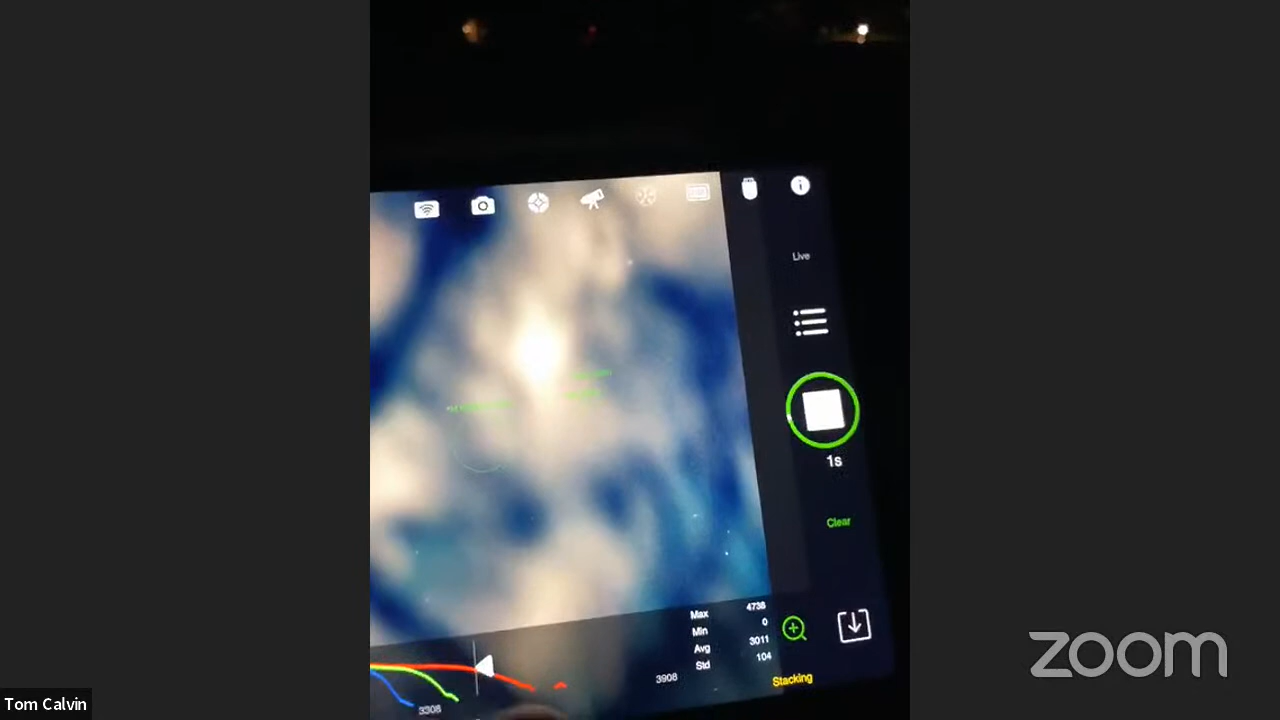 Live
1s
Clear
Max 4738
Min 0
Avg 3011
Std 104
3908
3308
Stacking
zoom
Tom Calvin